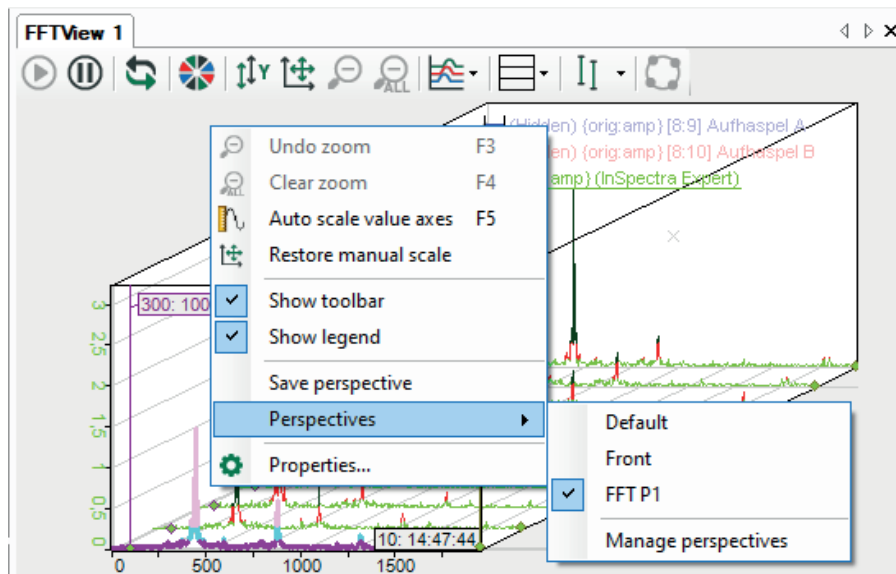 FFTView 1
Y
ALL
(Hidden) {orig:amp} [8:9] Aufhaspel A
en) {orig:amp} [8:10] Aufhaspel B
amp} (InSpectra Expert)
Undo zoom F3
ALL
Clear zoom F4
Auto scale value axes F5
Restore manual scale
Show toolbar
Show legend
Save perspective
Perspectives
Properties...
Default
Front
FFT P1
Manage perspectives
300: 100
3
2,5
2
1,5
1
0,5
0
10: 14:47:44
0 500 1000 1500